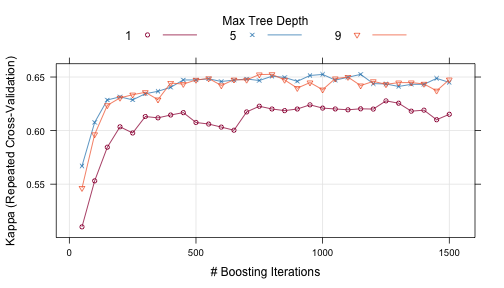 Max Tree Depth
1 5 9
Kappa (Repeated Cross-Validation)
0.65
0.60
0.55
0 500 1000 1500
# Boosting Iterations